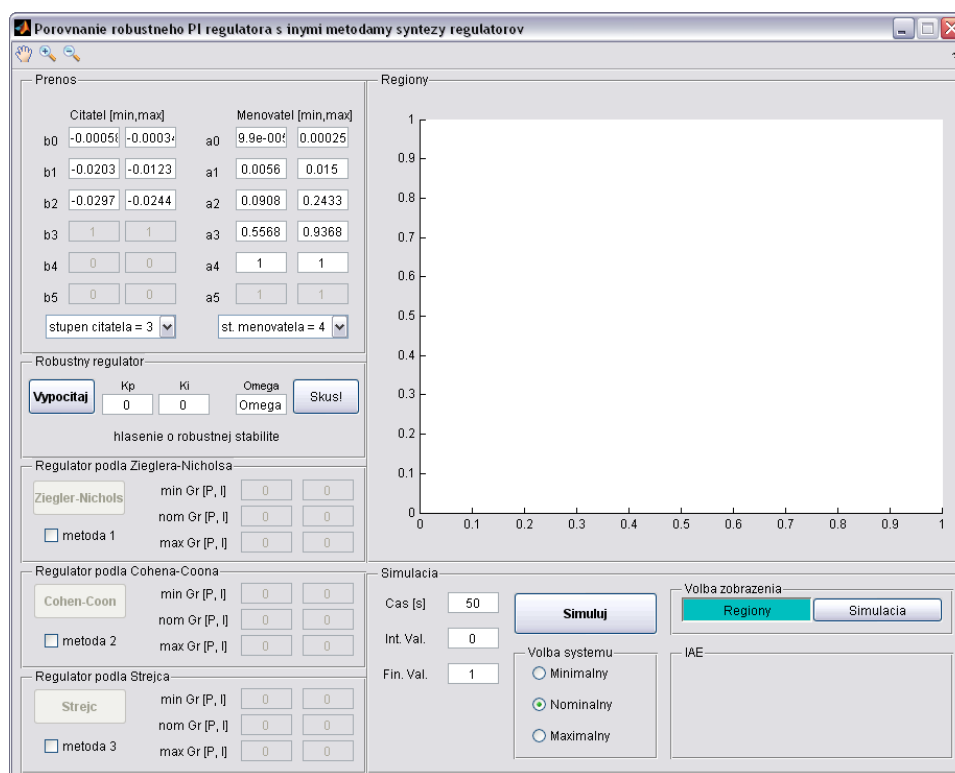 Porovnanie robustneho PI regulatora s inymi metodamy syntezy regulatorov
Prenos
Citatel [min,max] Menovatel [min,max]
b0 -0.00058 -0.00034 a0 9.9e-005 0.00025
b1 -0.0203 -0.0123 a1 0.0056 0.015
b2 -0.0297 -0.0244 a2 0.0908 0.2433
b3 1 1 a3 0.5568 0.9368
b4 0 0 a4 1 1
b5 0 0 a5 1 1
stupen citatela = 3 st. menovatela = 4
Robustny regulator
Kp Ki Omega
Vypocitaj 0 0 Omega Skus!
hlasenie o robustnej stabilite
Regulator podla Zieglera-Nicholsa
Ziegler-Nichols
metoda 1
min Gr [P, I] 0 0
nom Gr [P, I] 0 0
max Gr [P, I] 0 0
Regulator podla Cohena-Coona
Cohen-Coon
metoda 2
min Gr [P, I] 0 0
nom Gr [P, I] 0 0
max Gr [P, I] 0 0
Regulator podla Strejca
Strejc
metoda 3
min Gr [P, I] 0 0
nom Gr [P, I] 0 0
max Gr [P, I] 0 0
Regiony
1
0.9
0.8
0.7
0.6
0.5
0.4
0.3
0.2
0.1
0
0 0.1 0.2 0.3 0.4 0.5 0.6 0.7 0.8 0.9 1
Simulacia
Cas [s] 50
Int. Val. 0
Fin. Val. 1
Simuluj
Volba systemu
Minimalny
Nominalny
Maximalny
Volba zobrazenia
Regiony Simulacia
IAE